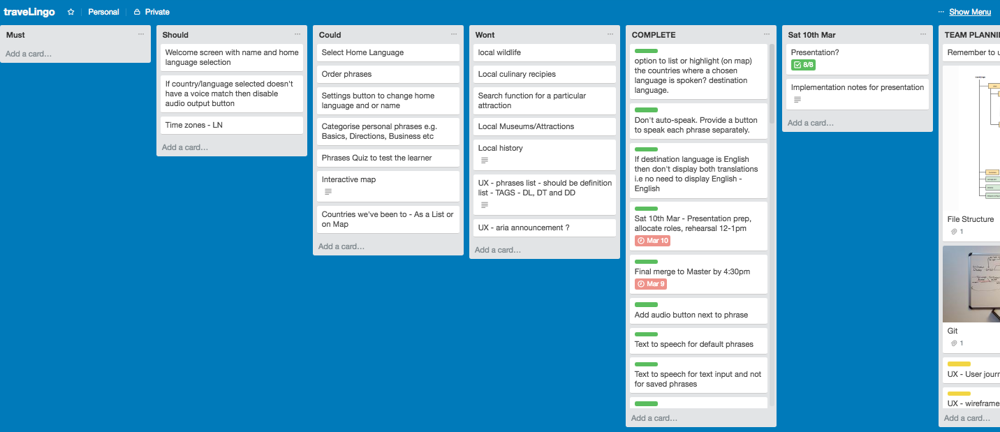 traveLingo
Personal
Private
Show Menu
Must
Add a card…
Should
Welcome screen with name and home
language selection
If country/language selected doesn't
have a voice match then disable
audio output button
Time zones - LN
Add a card…
Could
Select Home Language
Order phrases
Settings button to change home
language and or name
Categorise personal phrases e.g.
Basics, Directions, Business etc
Phrases Quiz to test the learner
Interactive map
Countries we've been to - As a List or
on Map
Add a card…
Wont
local wildlife
Local culinary recipies
Search function for a particular
attraction
Local Museums/Attractions
Local history
UX - phrases list - should be definition
list - TAGS - DL, DT and DD
UX - aria announcement ?
Add a card…
COMPLETE
option to list or highlight (on map)
the countries where a chosen
language is spoken? destination
language.
Don't auto-speak. Provide a button
to speak each phrase separately.
If destination language is English
then don't display both translations
i.e no need to display English -
English
Sat 10th Mar - Presentation prep,
allocate roles, rehearsal 12-1pm
Mar 10
Final merge to Master by 4:30pm
Mar 9
Add audio button next to phrase
Text to speech for default phrases
Text to speech for text input and not
for saved phrases
Add a card…
Sat 10th Mar
Presentation?
8/8
Implementation notes for presentation
Add a card…
TEAM PLANNI
Remember to u
File Structure
1
Git
1
UX - User jour
UX - wireframe
Add a card…